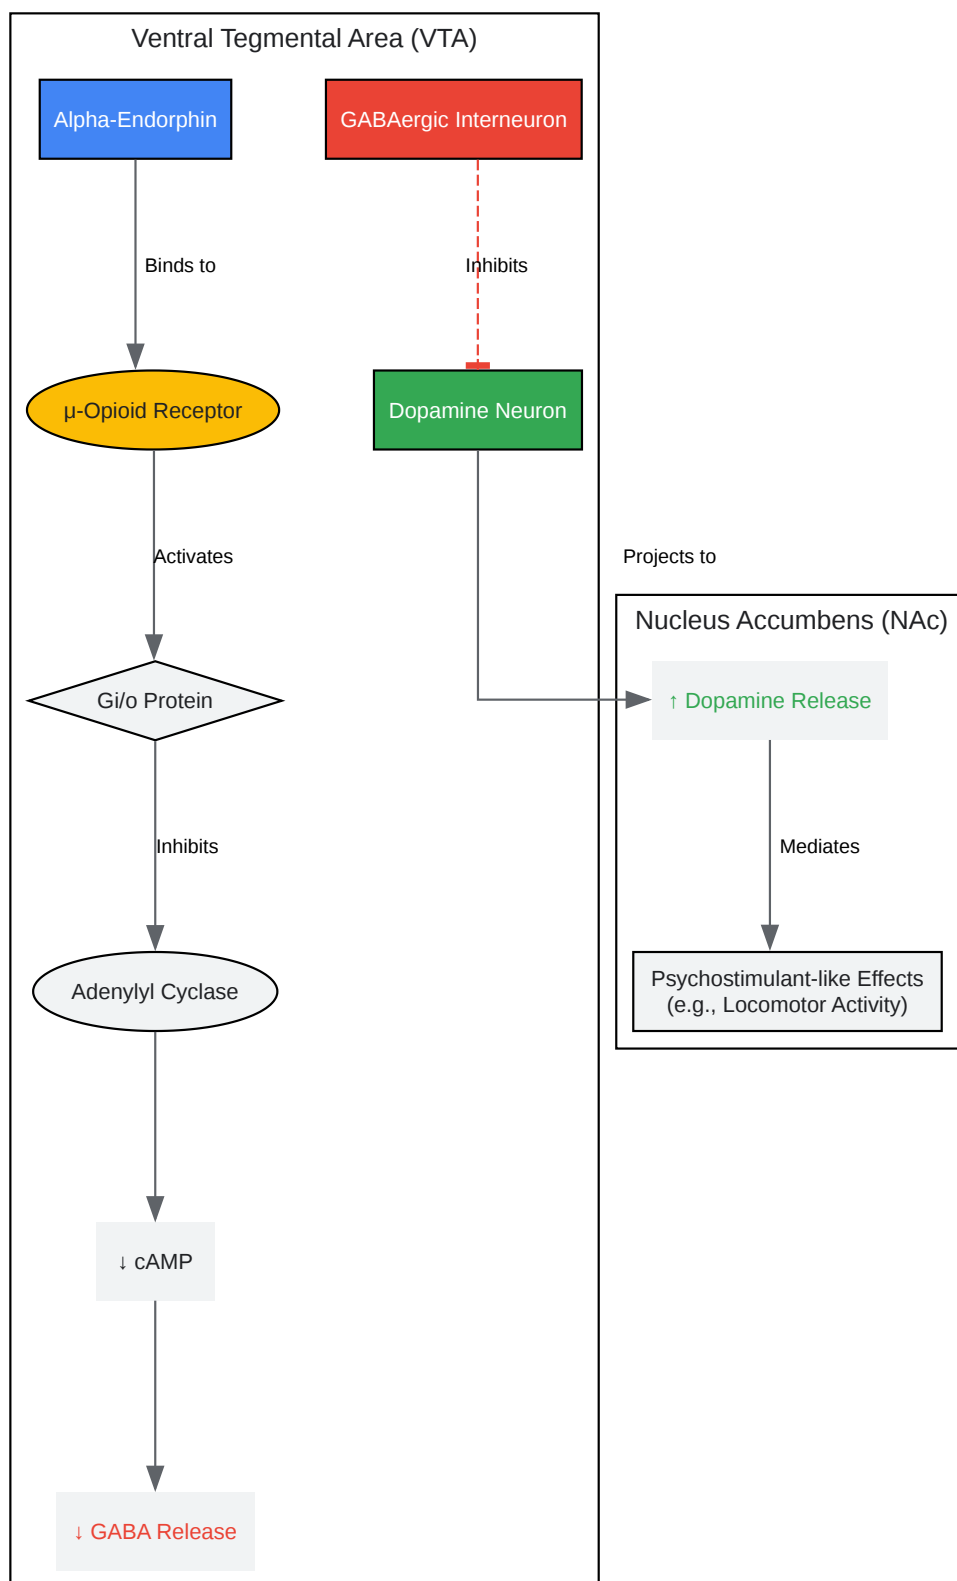 Ventral Tegmental Area (VTA)
Alpha-Endorphin
GABAergic Interneuron
Binds to
Inhibits
μ-Opioid Receptor
Dopamine Neuron
Activates
Projects to
Nucleus Accumbens (NAc)
Gi/o Protein
↑ Dopamine Release
Inhibits
Mediates
Adenylyl Cyclase
Psychostimulant-like Effects
(e.g., Locomotor Activity)
↓ cAMP
↓ GABA Release